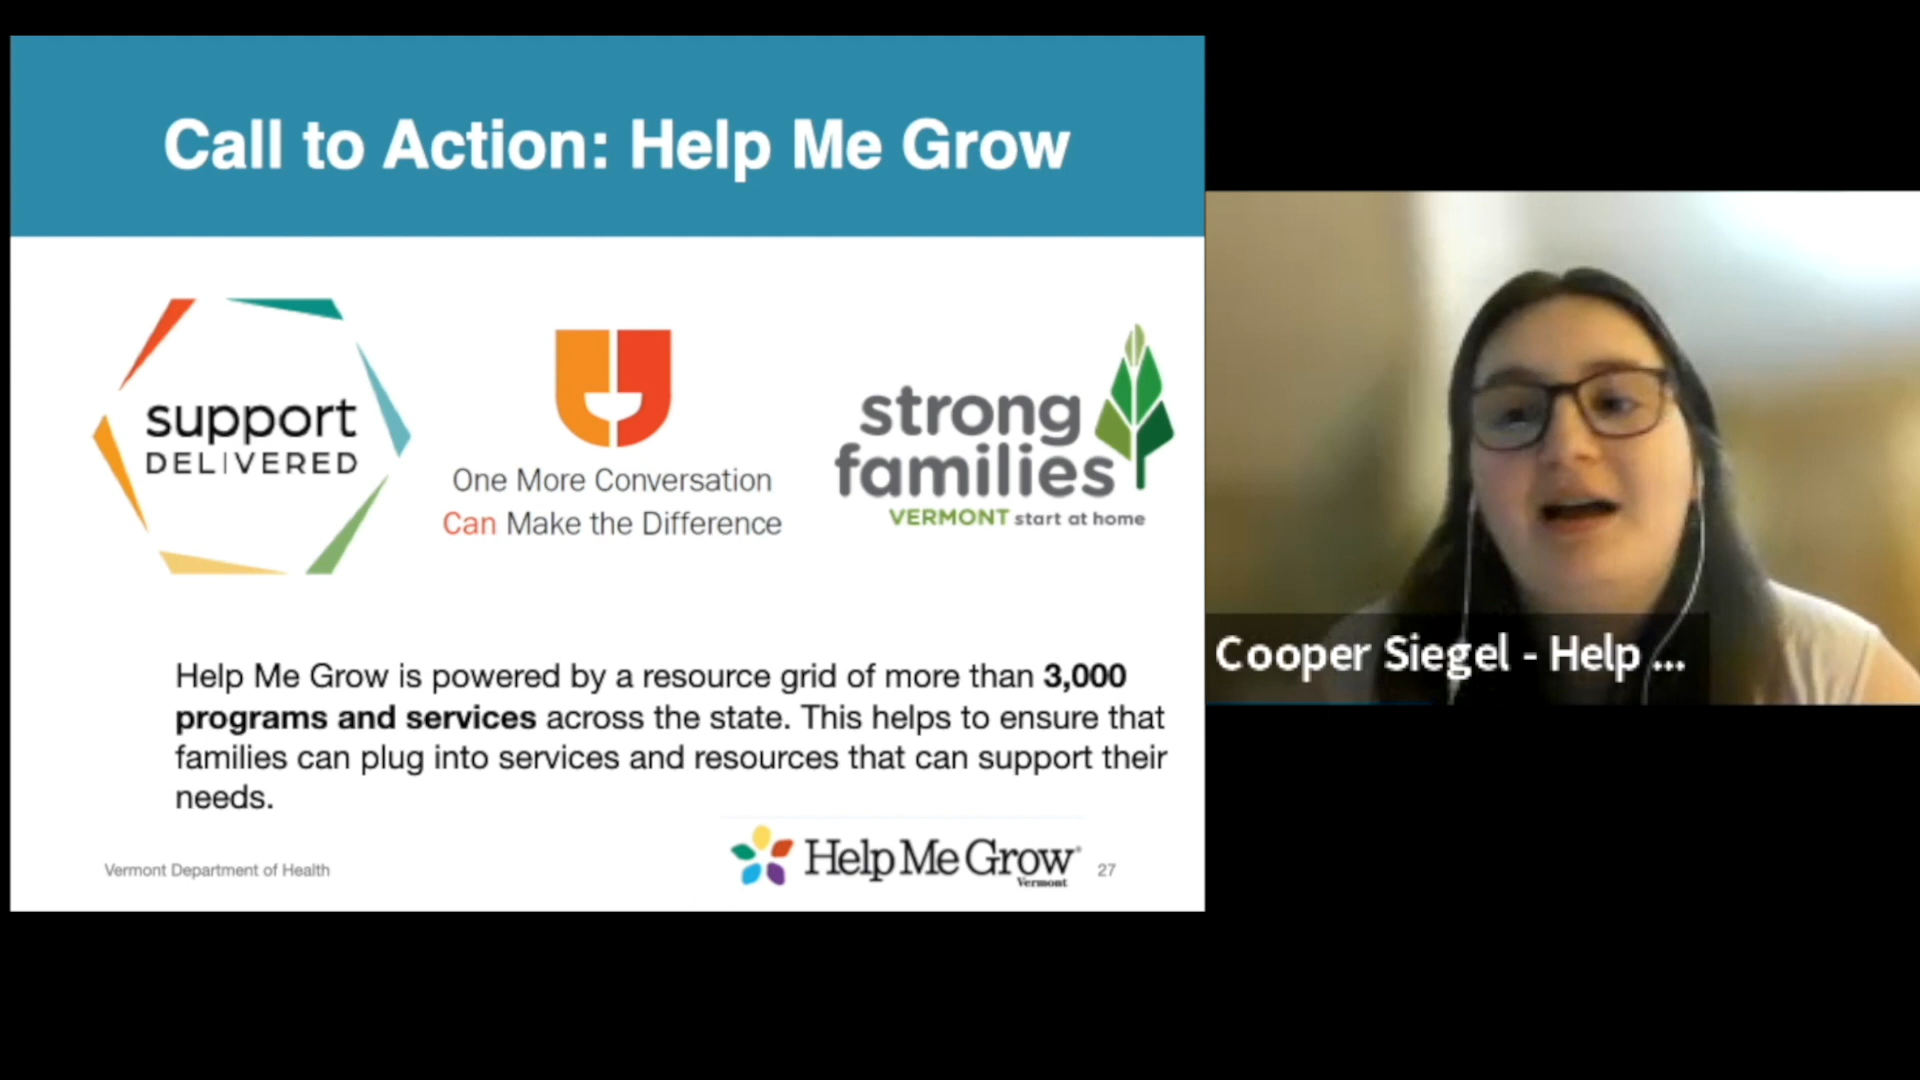 Call to Action: Help Me Grow
support
DELIVERED
One More Conversation
Can Make the Difference
strong
families
VERMONT start at home
Help Me Grow is powered by a resource grid of more than 3,000
programs and services across the state. This helps to ensure that
families can plug into services and resources that can support their
needs.
Vermont Department of Health
Help Me Grow®
Vermont
27
Cooper Siegel - Help ...